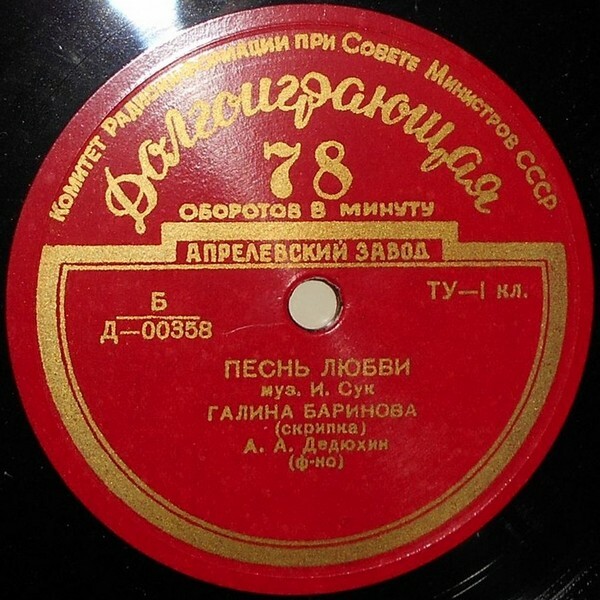 Комитет Радиоинформации при Совете Министров СССР
Долгоиграющая
78
оборотов в минуту
АПРЕЛЕВСКИЙ ЗАВОД
Б
Д—00358
ТУ—I кл.
ПЕСНЬ ЛЮБВИ
муз. И. Сук
ГАЛИНА БАРИНОВА
(скрипка)
А. А. Дедюхин
(ф-но)